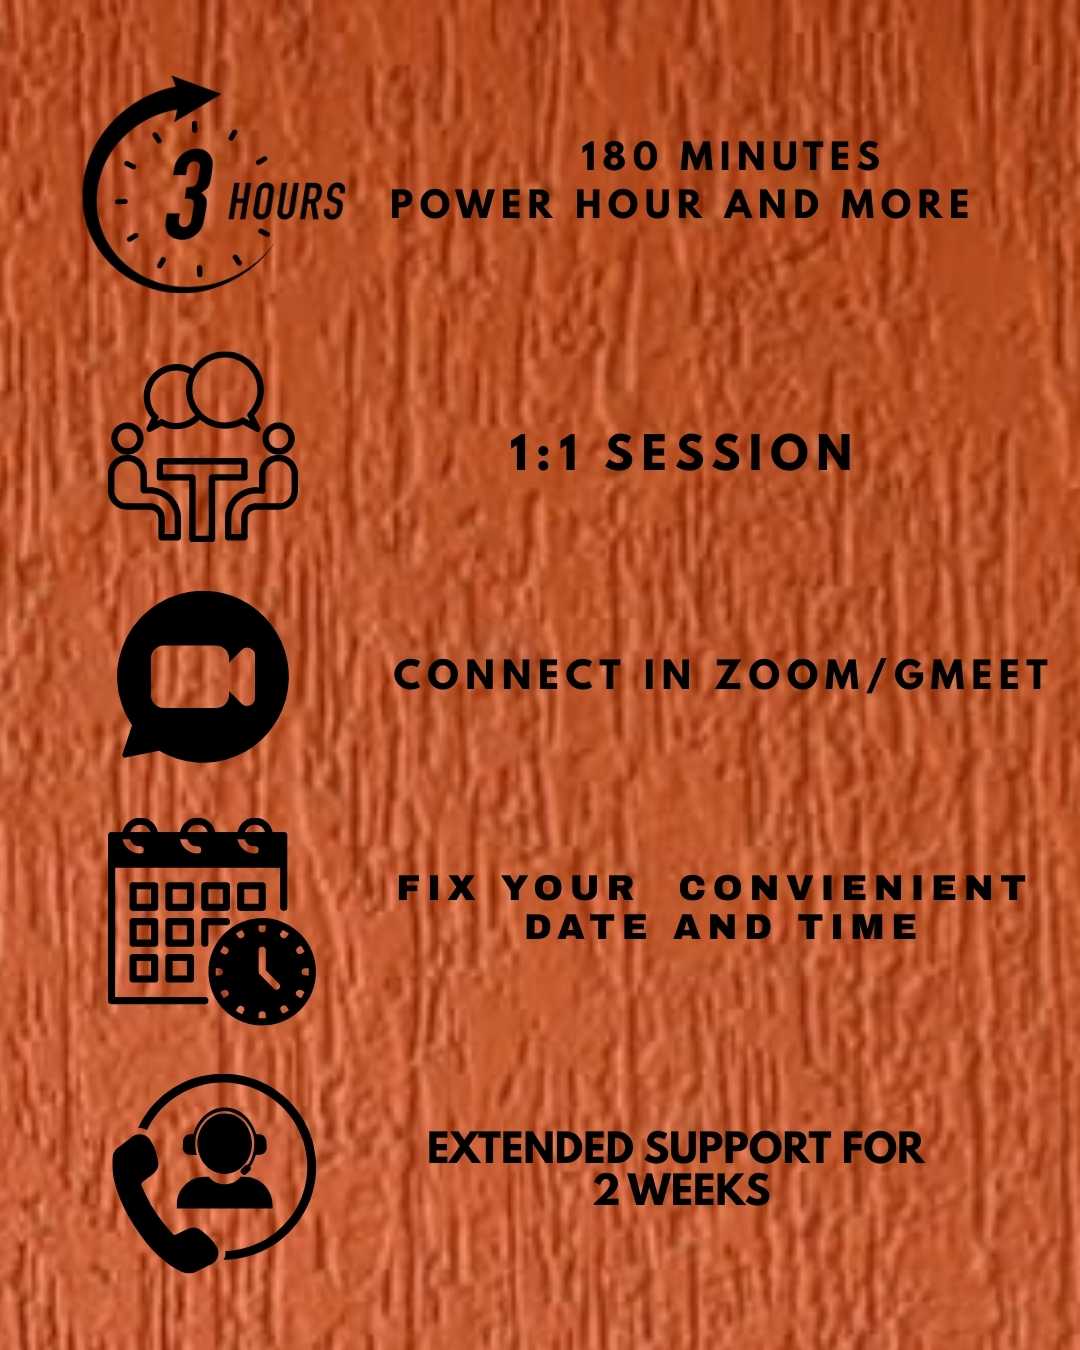 3 HOURS
180 MINUTES
POWER HOUR AND MORE
1:1 SESSION
CONNECT IN ZOOM/GMEET
FIX YOUR CONVIENIENT
DATE AND TIME
EXTENDED SUPPORT FOR
2 WEEKS